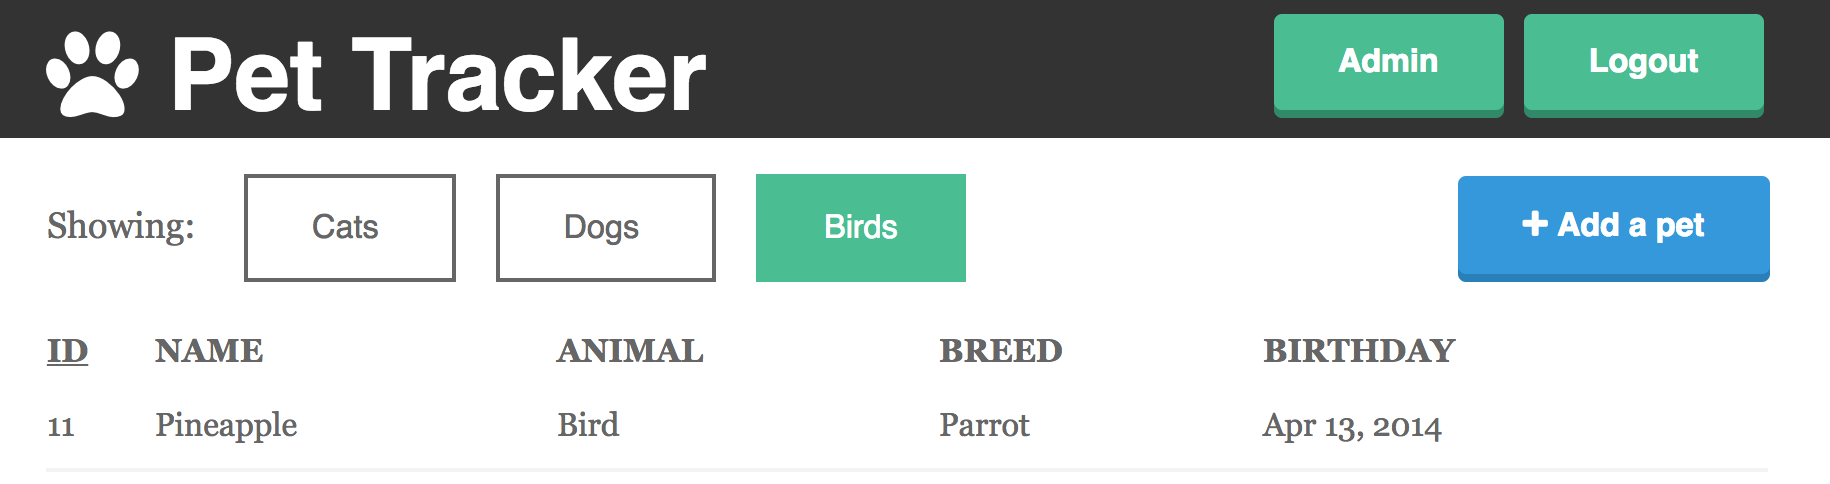 Pet Tracker Admin Logout
Showing: Cats Dogs Birds + Add a pet
ID NAME ANIMAL BREED BIRTHDAY
11 Pineapple Bird Parrot Apr 13, 2014